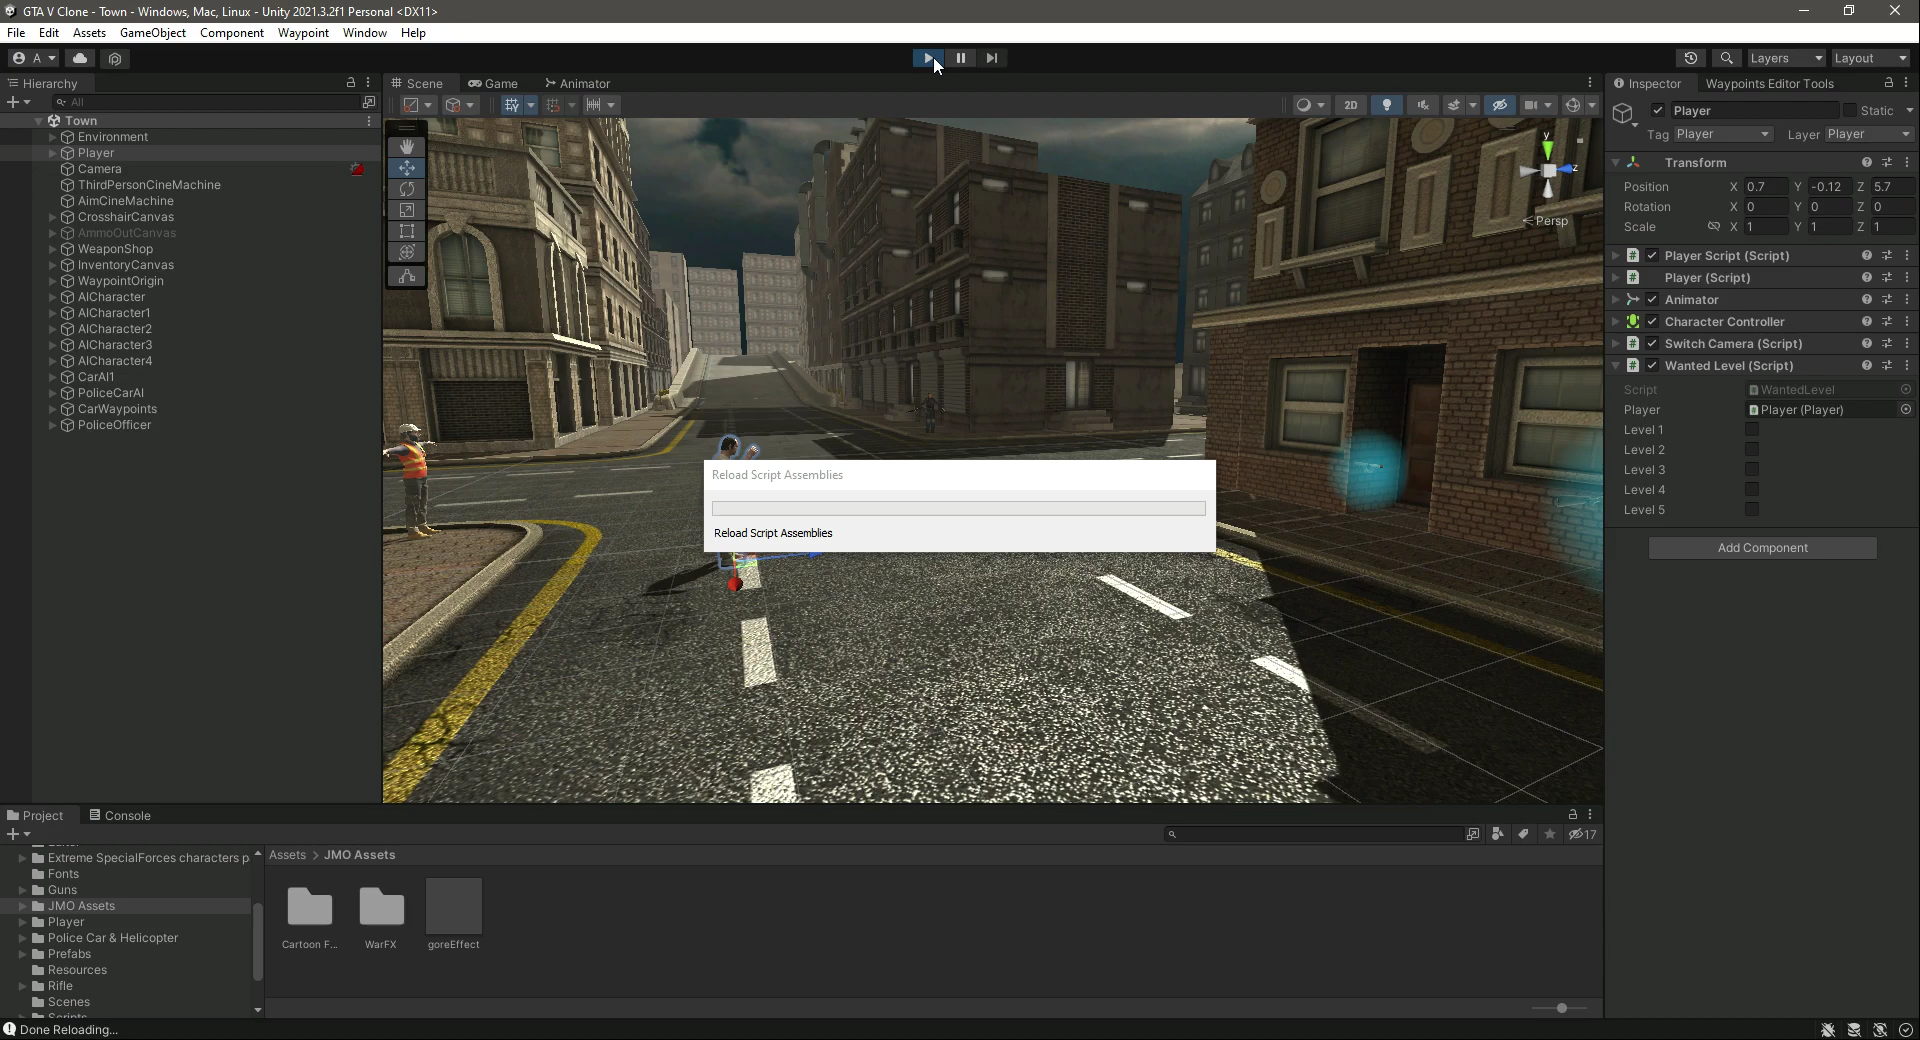 GTA V Clone - Town - Windows, Mac, Linux - Unity 2021.3.2f1 Personal <DX11>
File Edit Assets GameObject Component Waypoint Window Help
A Layers Layout
Hierarchy
All
Town
Environment
Player
Camera
ThirdPersonCineMachine
AimCineMachine
CrosshairCanvas
AmmoOutCanvas
WeaponShop
InventoryCanvas
WaypointOrigin
AICharacter
AICharacter1
AICharacter2
AICharacter3
AICharacter4
CarAI1
PoliceCarAI
CarWaypoints
PoliceOfficer
Scene Game Animator
2D
y
z
Persp
Reload Script Assemblies
Reload Script Assemblies
Inspector Waypoints Editor Tools
Player Static
Tag Player Layer Player
Transform
Position X 0.7 Y -0.12 Z 5.7
Rotation X 0 Y 0 Z 0
Scale X 1 Y 1 Z 1
Player Script (Script)
Player (Script)
Animator
Character Controller
Switch Camera (Script)
Wanted Level (Script)
Script WantedLevel
Player Player (Player)
Level 1
Level 2
Level 3
Level 4
Level 5
Add Component
Project Console
17
Extreme SpecialForces characters p
Fonts
Guns
JMO Assets
Player
Police Car & Helicopter
Prefabs
Resources
Rifle
Scenes
Scripts
Assets > JMO Assets
Cartoon F... WarFX goreEffect
Done Reloading...